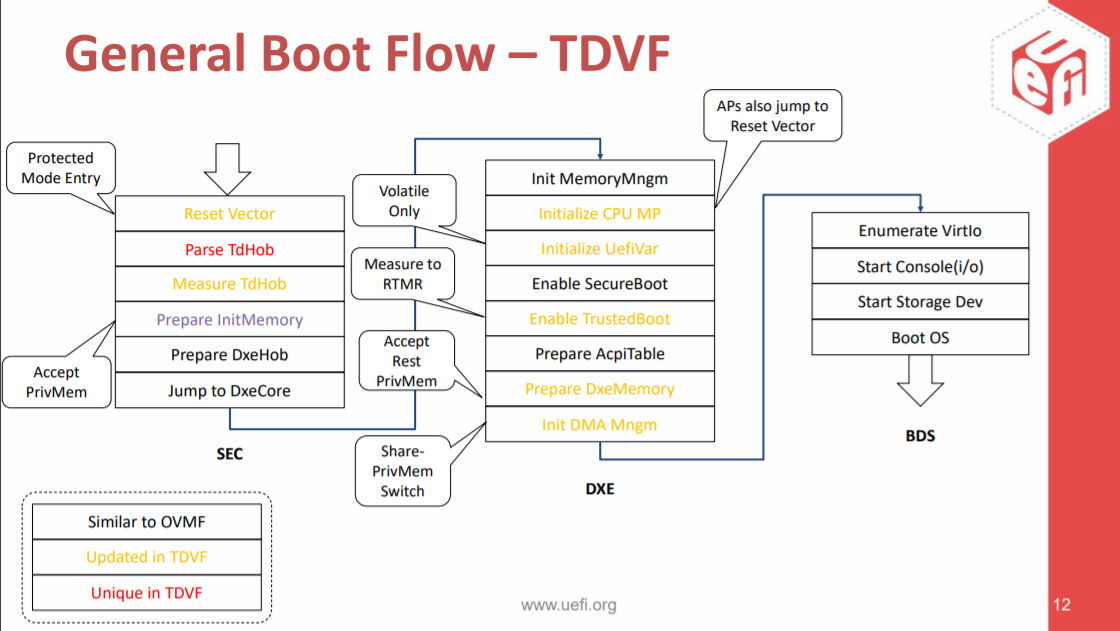 General Boot Flow – TDVF
uefi
Protected
Mode Entry
Reset Vector
Parse TdHob
Measure TdHob
Prepare InitMemory
Prepare DxeHob
Jump to DxeCore
Accept
PrivMem
SEC
Volatile
Only
Measure to
RTMR
Accept
Rest
PrivMem
Share-
PrivMem
Switch
APs also jump to
Reset Vector
Init MemoryMngm
Initialize CPU MP
Initialize UefiVar
Enable SecureBoot
Enable TrustedBoot
Prepare AcpiTable
Prepare DxeMemory
Init DMA Mngm
DXE
Enumerate VirtIo
Start Console(i/o)
Start Storage Dev
Boot OS
BDS
Similar to OVMF
Updated in TDVF
Unique in TDVF
www.uefi.org
12